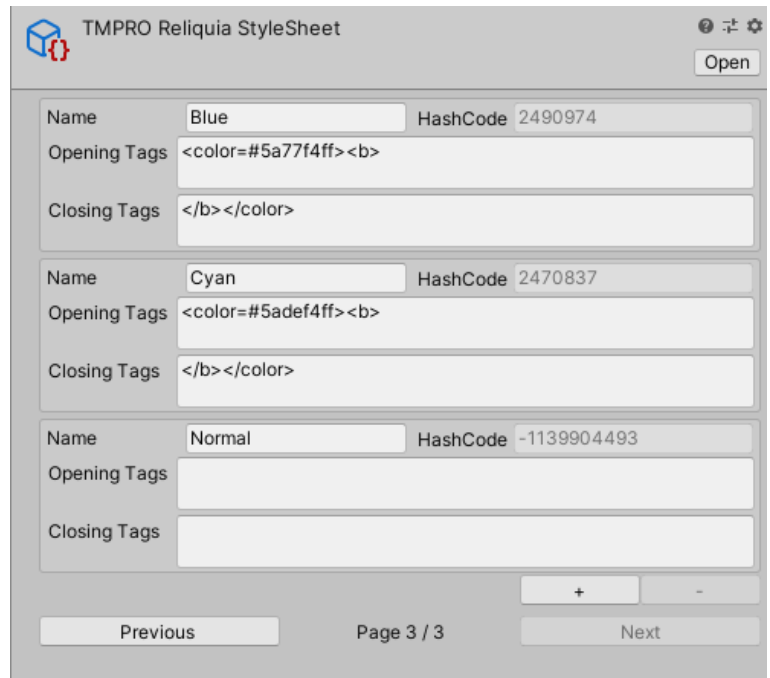 TMPRO Reliquia StyleSheet
Open
Name Blue HashCode 2490974
Opening Tags <color=#5a77f4ff><b>
Closing Tags </b></color>
Name Cyan HashCode 2470837
Opening Tags <color=#5adef4ff><b>
Closing Tags </b></color>
Name Normal HashCode -1139904493
Opening Tags
Closing Tags
+ -
Previous Page 3 / 3 Next